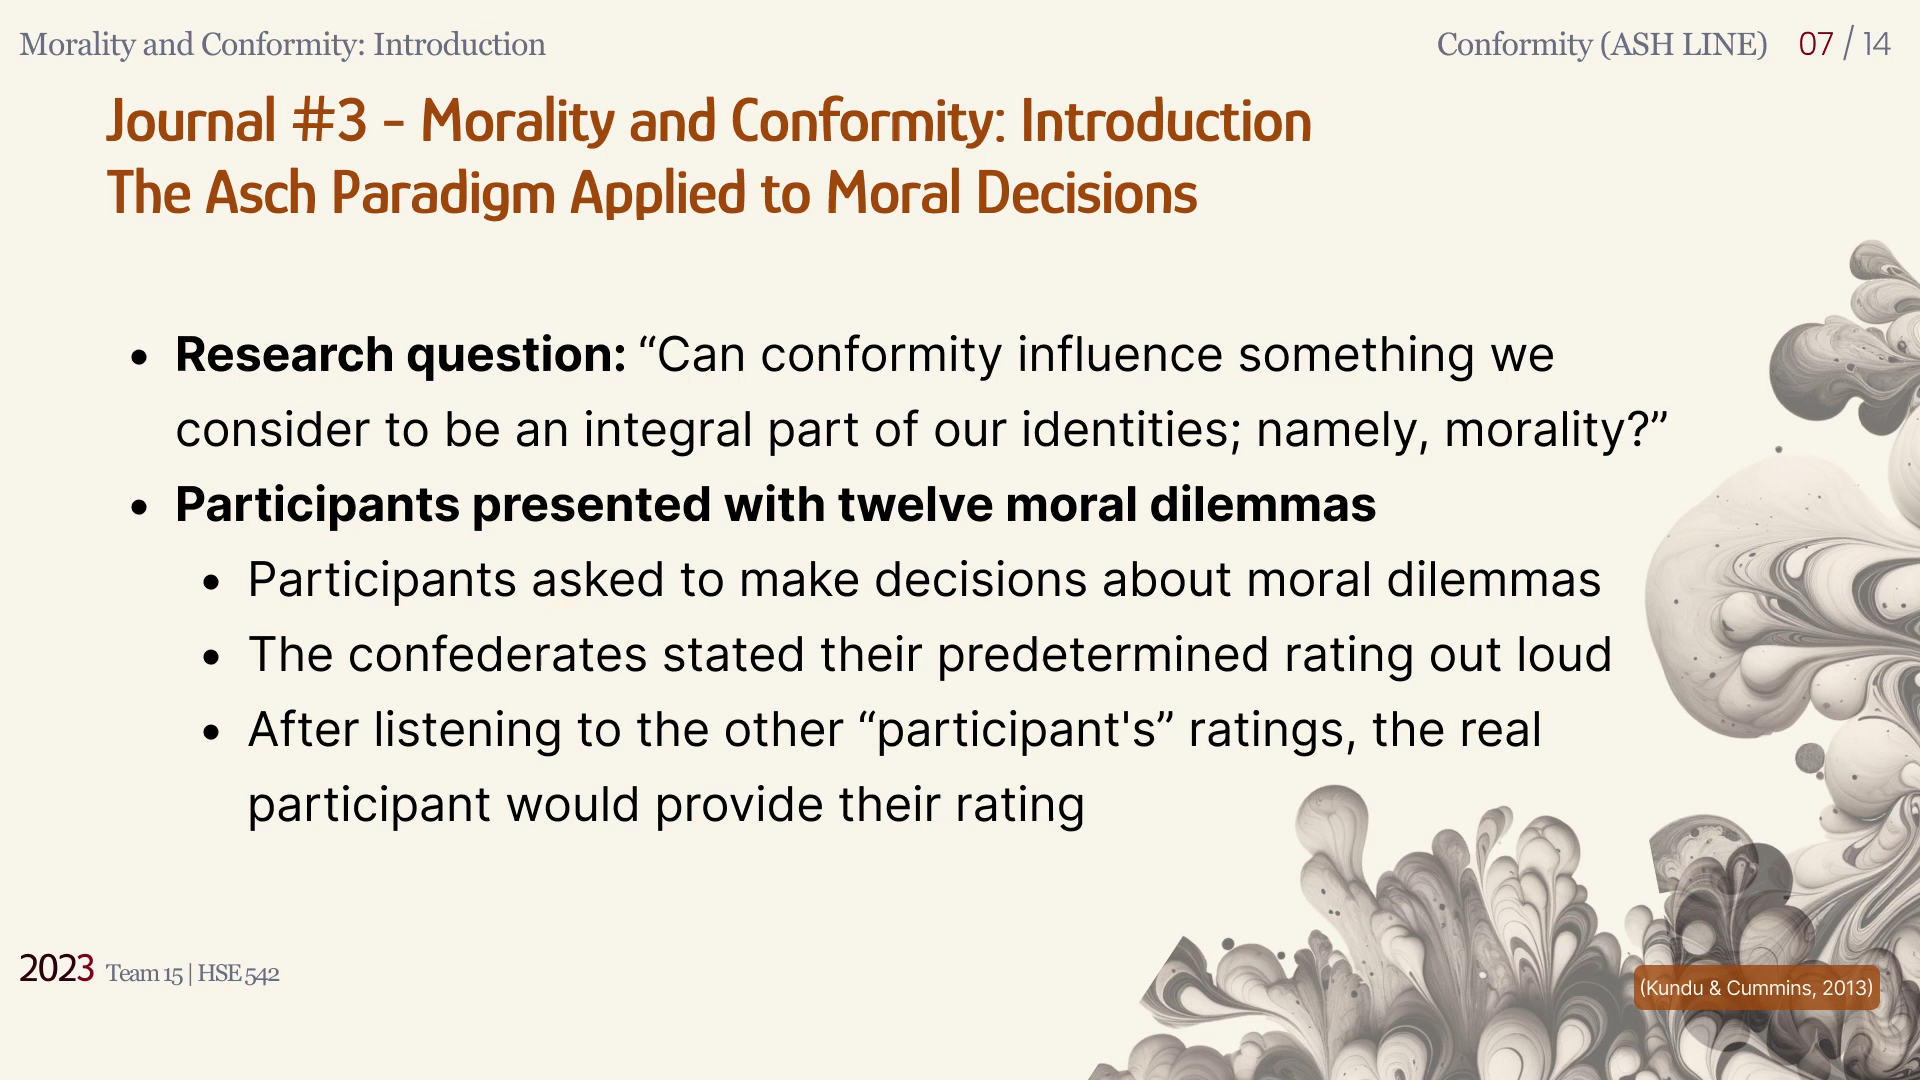 Morality and Conformity: Introduction
Conformity (ASH LINE) 07 / 14
Journal #3 - Morality and Conformity: Introduction
The Asch Paradigm Applied to Moral Decisions
• Research question: “Can conformity influence something we
consider to be an integral part of our identities; namely, morality?”
• Participants presented with twelve moral dilemmas
• Participants asked to make decisions about moral dilemmas
• The confederates stated their predetermined rating out loud
• After listening to the other “participant's” ratings, the real
participant would provide their rating
2023 Team 15 | HSE 542
(Kundu & Cummins, 2013)